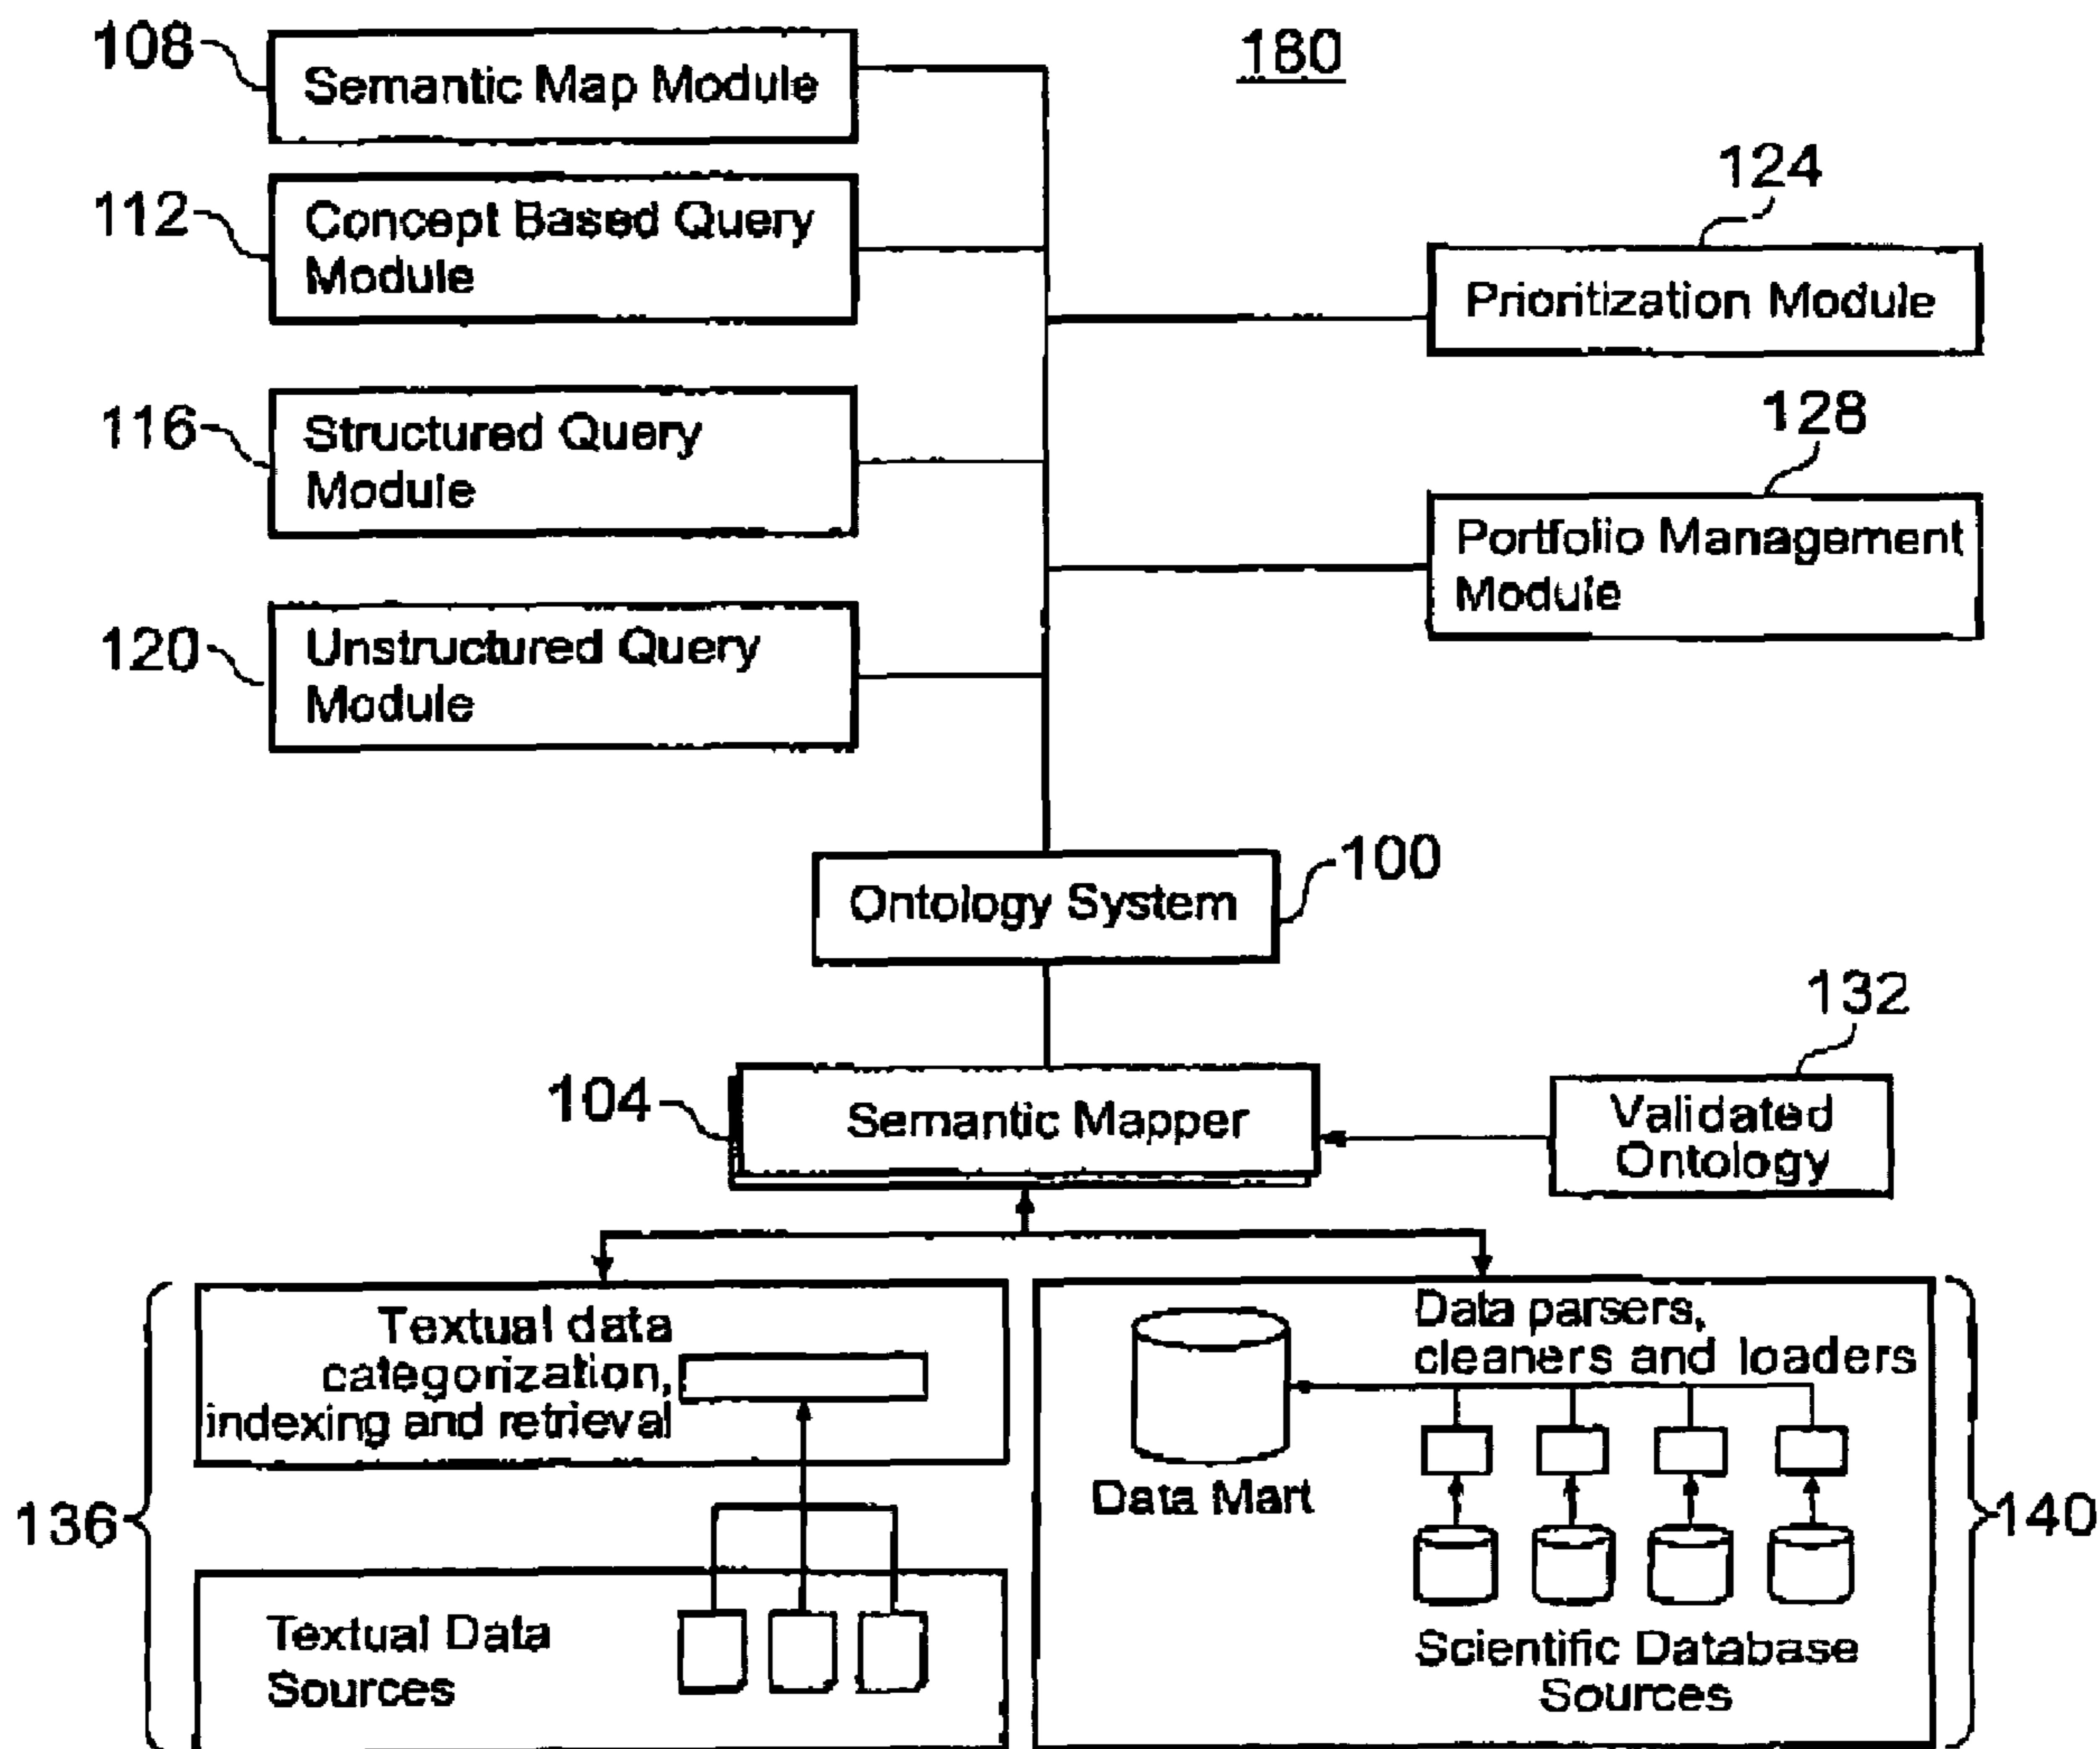 108
Semantic Map Module
180
112
Concept Based Query
Module
124
Prioritization Module
116
Structured Query
Module
128
Portfolio Management
Module
120
Unstructured Query
Module
Ontology System
100
104
Semantic Mapper
132
Validated
Ontology
136
Textual data
categorization,
indexing and retrieval
Textual Data
Sources
Data parsers,
cleaners and loaders
Data Mart
Scientific Database
Sources
140